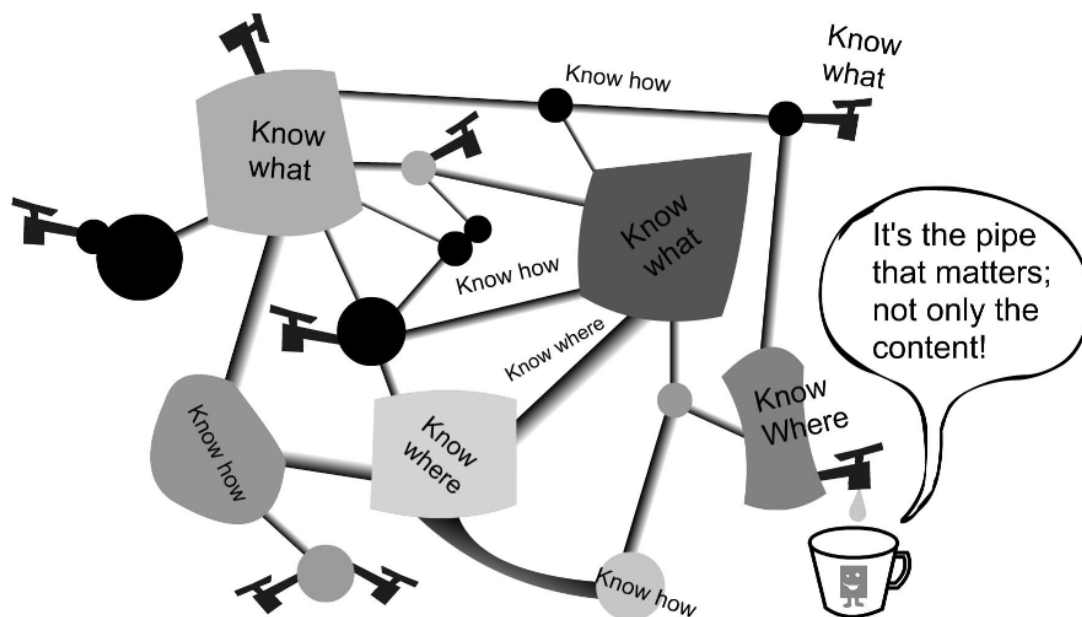 Know how
Know
what
Know
what
Know
what
Know how
Know where
Know how
Know
where
Know
Where
Know how
It's the pipe
that matters;
not only the
content!